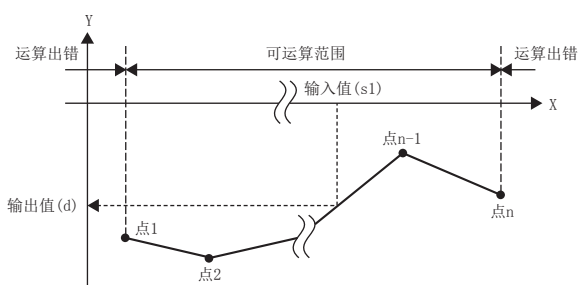 Y
运算出错
可运算范围
运算出错
输入值(s1)
X
点n-1
输出值(d)
点1
点n
点2